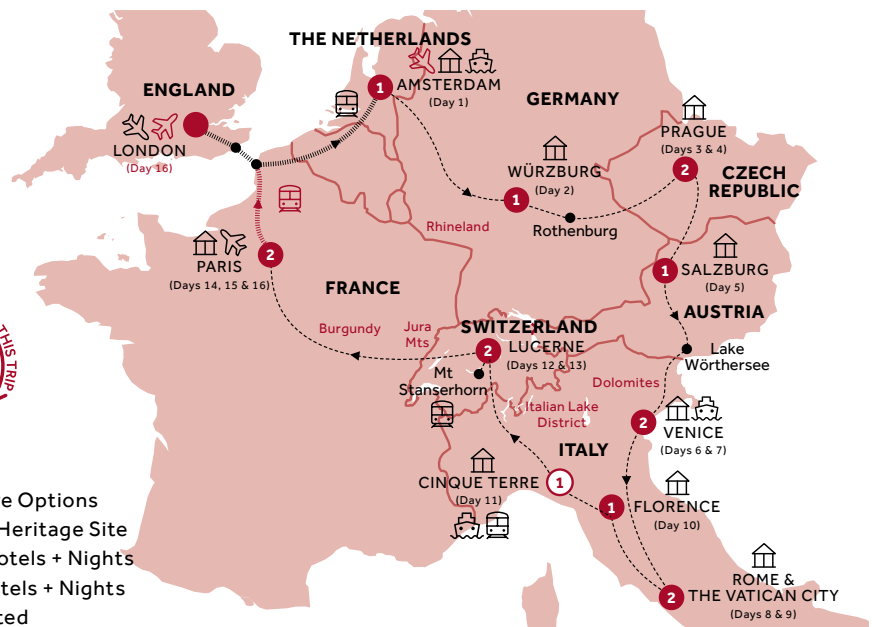 THE NETHERLANDS
1
AMSTERDAM
(Day 1)
ENGLAND
LONDON
(Day 16)
GERMANY
PRAGUE
(Days 3 & 4)
2
CZECH
REPUBLIC
WÜRZBURG
(Day 2)
1
Rothenburg
Rhineland
2
PARIS
(Days 14, 15 & 16)
FRANCE
1
SALZBURG
(Day 5)
AUSTRIA
Burgundy
Jura
Mts
SWITZERLAND
2
LUCERNE
(Days 12 & 13)
Mt
Stanserhorn
Lake
Wörthersee
Dolomites
Italian Lake
District
2
VENICE
(Days 6 & 7)
ITALY
CINQUE TERRE
(Day 11)
1
1
FLORENCE
(Day 10)
2
ROME &
THE VATICAN CITY
(Days 8 & 9)
THIS TRIP
e Options
Heritage Site
otels + Nights
tels + Nights
ted